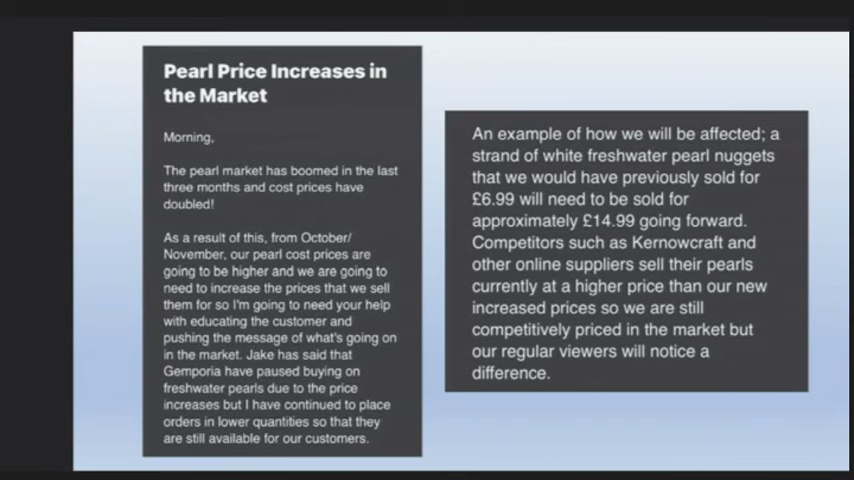 Pearl Price Increases in
the Market
Morning,
The pearl market has boomed in the last
three months and cost prices have
doubled!
As a result of this, from October/
November, our pearl cost prices are
going to be higher and we are going to
need to increase the prices that we sell
them for so I'm going to need your help
with educating the customer and
pushing the message of what's going on
in the market. Jake has said that
Gemporia have paused buying on
freshwater pearls due to the price
increases but I have continued to place
orders in lower quantities so that they
are still available for our customers.
An example of how we will be affected; a
strand of white freshwater pearl nuggets
that we would have previously sold for
£6.99 will need to be sold for
approximately £14.99 going forward.
Competitors such as Kernowcraft and
other online suppliers sell their pearls
currently at a higher price than our new
increased prices so we are still
competitively priced in the market but
our regular viewers will notice a
difference.